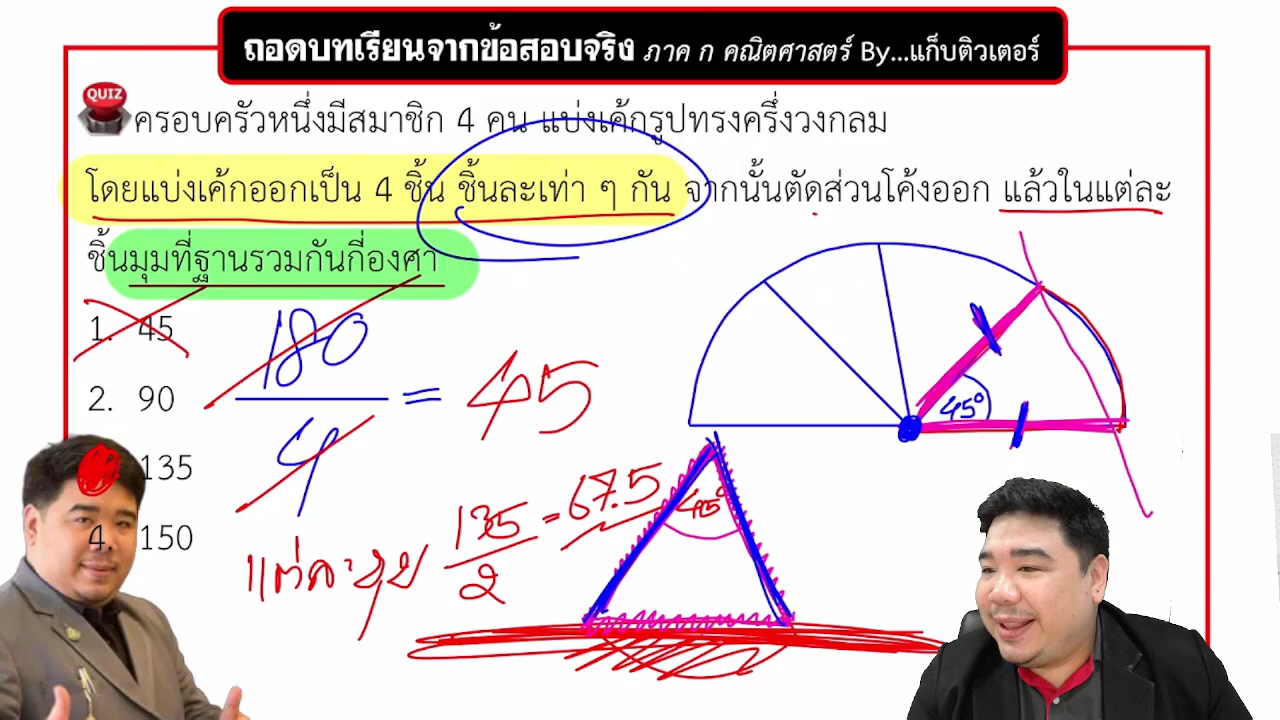 ถอดบทเรียนจากข้อสอบจริง ภาค ก คณิตศาสตร์ By...แก็บติวเตอร์
QUIZ
ครอบครัวหนึ่งมีสมาชิก 4 คน แบ่งเค้กรูปทรงครึ่งวงกลม
โดยแบ่งเค้กออกเป็น 4 ชิ้น ชิ้นละเท่า ๆ กัน จากนั้นตัดส่วนโค้งออก แล้วในแต่ละ
ชิ้นมุมที่ฐานรวมกันกี่องศา
1. 45
2. 90
135
4. 150
180
4
= 45
45°
45°
แต่ละมุม 135
2
= 67.5